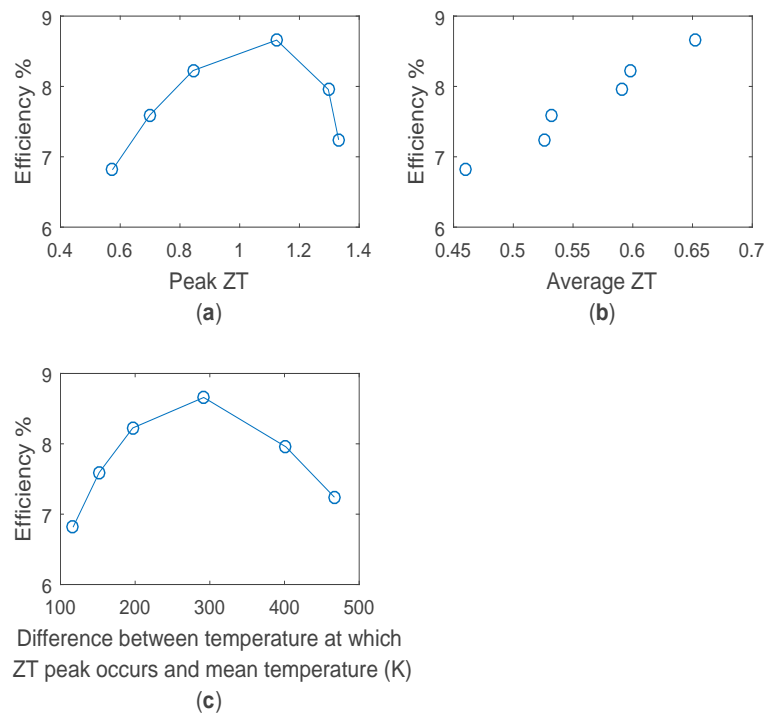 9
8
7
6
Efficiency %
0.4 0.6 0.8 1 1.2 1.4
Peak ZT
(a)
9
8
7
6
Efficiency %
0.45 0.5 0.55 0.6 0.65 0.7
Average ZT
(b)
9
8
7
6
Efficiency %
100 200 300 400 500
Difference between temperature at which
ZT peak occurs and mean temperature (K)
(c)